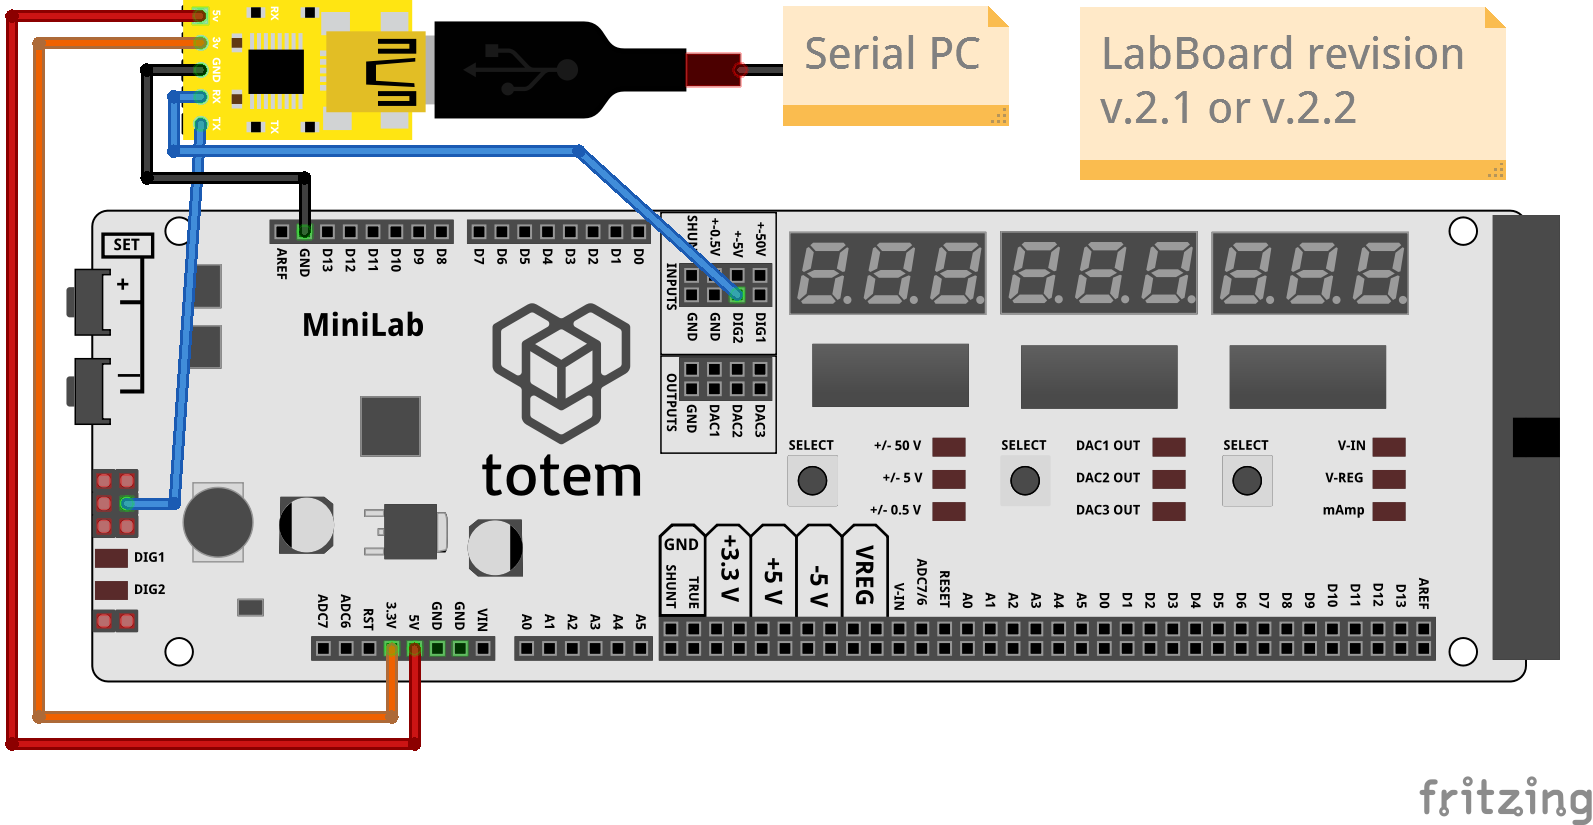 5v
3v
GND
RX
TX
RX
TX
Serial PC
LabBoard revision
v.2.1 or v.2.2
SET
+
AREF GND D13 D12 D11 D10 D9 D8
D7 D6 D5 D4 D3 D2 D1 D0
+-0.5V +-5V +-50V
INPUTS
GND GND DIG2 DIG1
OUTPUTS
GND DAC1 DAC2 DAC3
MiniLab
totem
SELECT
+/- 50 V
+/- 5 V
+/- 0.5 V
SELECT
DAC1 OUT
DAC2 OUT
DAC3 OUT
SELECT
V-IN
V-REG
mAmp
DIG1
DIG2
ADC7 ADC6 RST 3.3V 5V GND GND VIN
A0 A1 A2 A3 A4 A5
GND
SHUNT TRUE
+3.3 V
+5 V
-5 V
VREG
V-IN ADC7/6 RESET A0 A1 A2 A3 A4 A5 D0 D1 D2 D3 D4 D5 D6 D7 D8 D9 D10 D11 D12 D13 AREF
fritzing